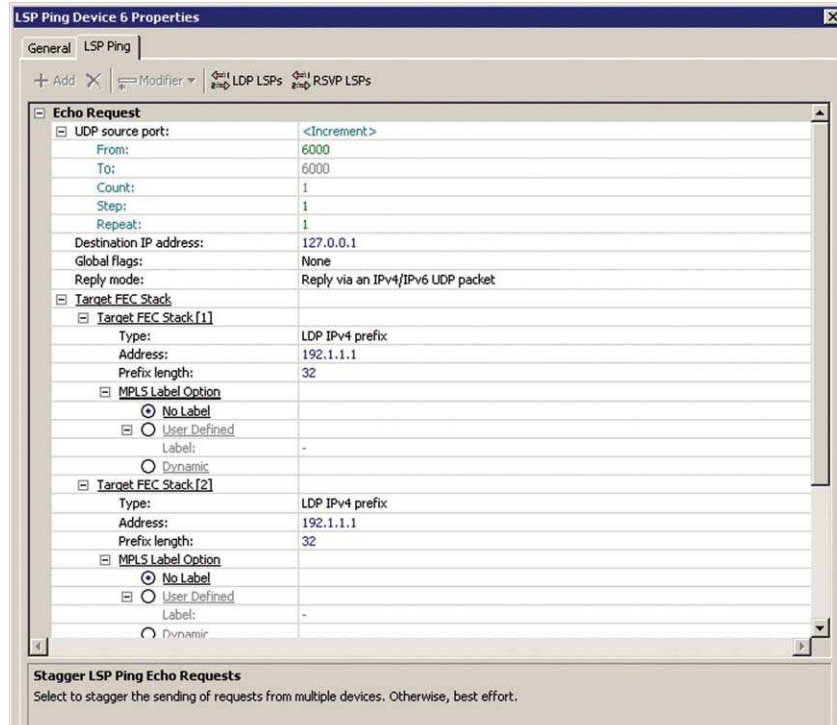 LSP Ping Device 6 Properties
General LSP Ping
Add Modifier LDP LSPs RSVP LSPs
Echo Request
UDP source port: <Increment>
From: 6000
To: 6000
Count: 1
Step: 1
Repeat: 1
Destination IP address: 127.0.0.1
Global flags: None
Reply mode: Reply via an IPv4/IPv6 UDP packet
Target FEC Stack
Target FEC Stack [1]
Type: LDP IPv4 prefix
Address: 192.1.1.1
Prefix length: 32
MPLS Label Option
No Label
User Defined
Label: -
Dynamic
Target FEC Stack [2]
Type: LDP IPv4 prefix
Address: 192.1.1.1
Prefix length: 32
MPLS Label Option
No Label
User Defined
Label: -
Dynamic
Stagger LSP Ping Echo Requests
Select to stagger the sending of requests from multiple devices. Otherwise, best effort.